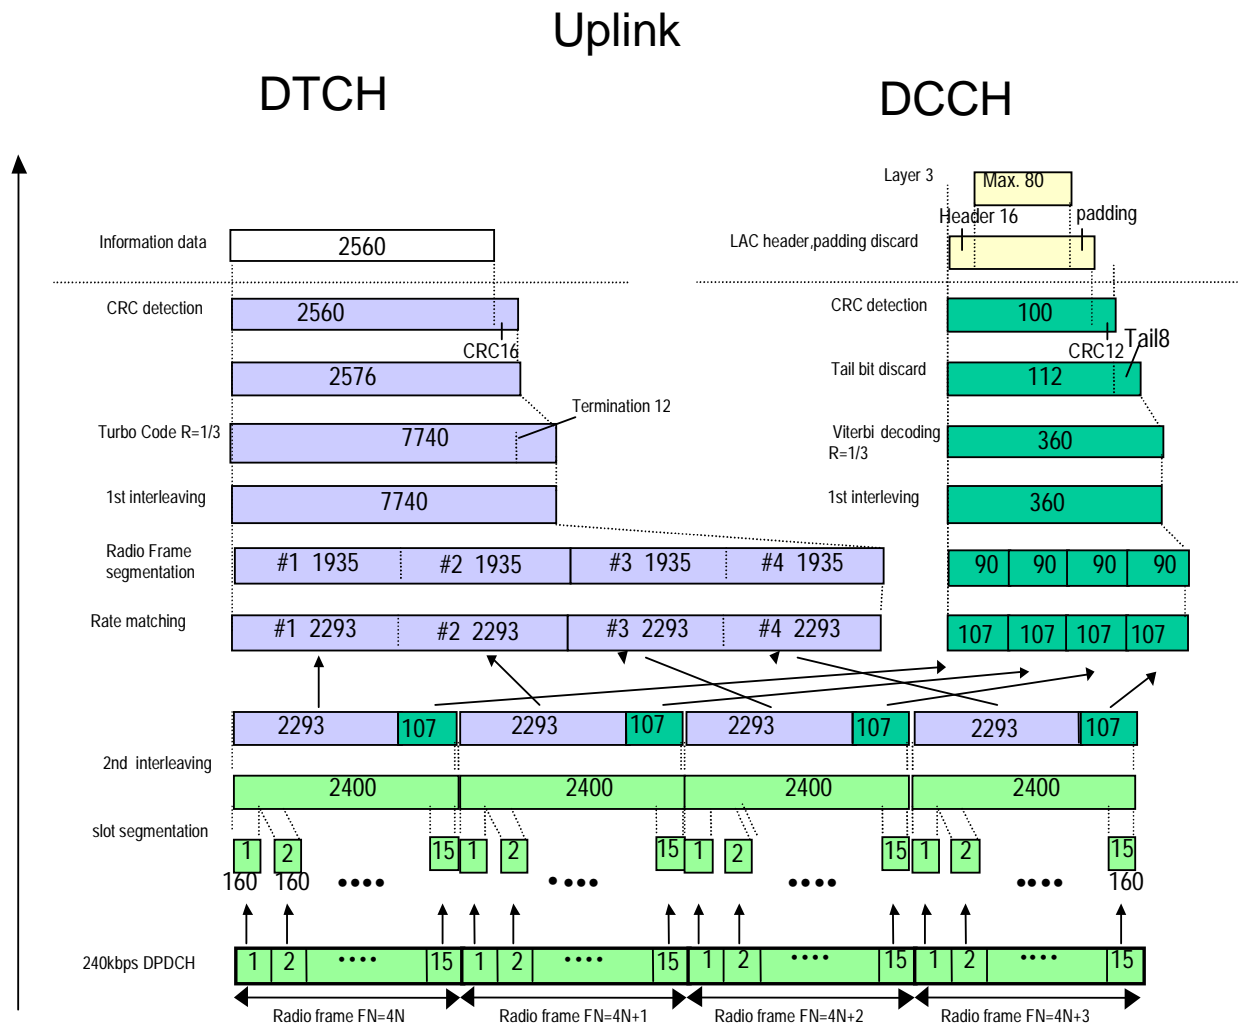 Uplink
DTCH
DCCH
Layer 3
Max. 80
Header 16
padding
Information data
2560
LAC header,padding discard
CRC detection
2560
CRC16
CRC detection
100
CRC12
Tail8
2576
Tail bit discard
112
Termination 12
Turbo Code R=1/3
7740
Viterbi decoding
R=1/3
360
1st interleaving
7740
1st interleving
360
Radio Frame
segmentation
#1 1935
#2 1935
#3 1935
#4 1935
90
90
90
90
Rate matching
#1 2293
#2 2293
#3 2293
#4 2293
107
107
107
107
2293
107
2293
107
2293
107
2293
107
2nd interleaving
2400
2400
2400
2400
slot segmentation
1
2
15
1
2
15
1
2
15
1
2
15
160
160
160
240kbps DPDCH
1
2
15
1
2
15
1
2
15
1
2
15
Radio frame FN=4N
Radio frame FN=4N+1
Radio frame FN=4N+2
Radio frame FN=4N+3